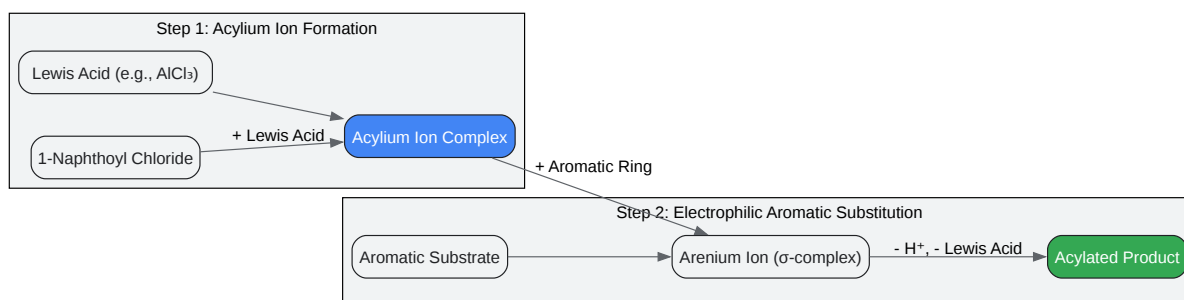 Step 1: Acylium Ion Formation
Lewis Acid (e.g., AlCl₃)
+ Lewis Acid
Acylium Ion Complex
1-Naphthoyl Chloride
+ Aromatic Ring
Step 2: Electrophilic Aromatic Substitution
Aromatic Substrate
Arenium Ion (σ-complex)
- H⁺, - Lewis Acid
Acylated Product